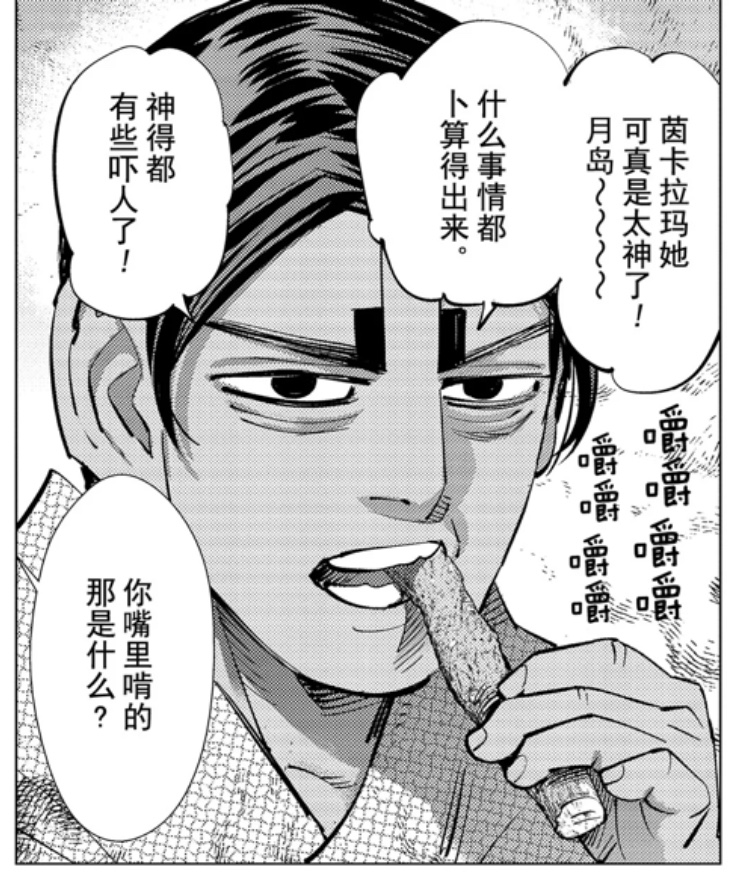 茵卡拉玛她
可真是太神了！
月岛～～～～～
什么事情都
卜算得出来。
神得都
有些吓人了！
嚼嚼
嚼嚼
嚼嚼
嚼嚼
你嘴里啃的
那是什么？